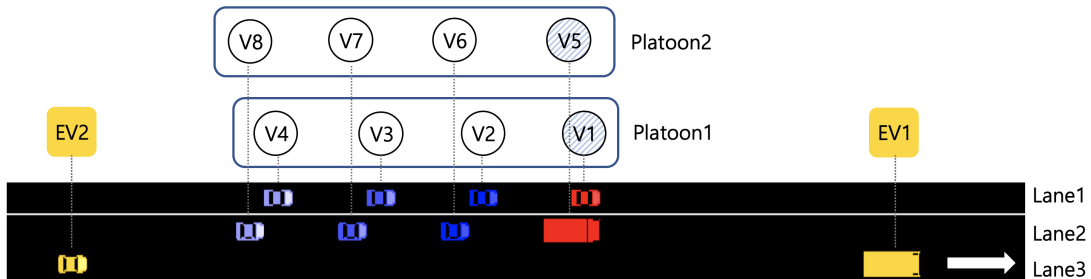 V8 V7 V6 V5 Platoon2
EV2 V4 V3 V2 V1 Platoon1 EV1
Lane1
Lane2
Lane3